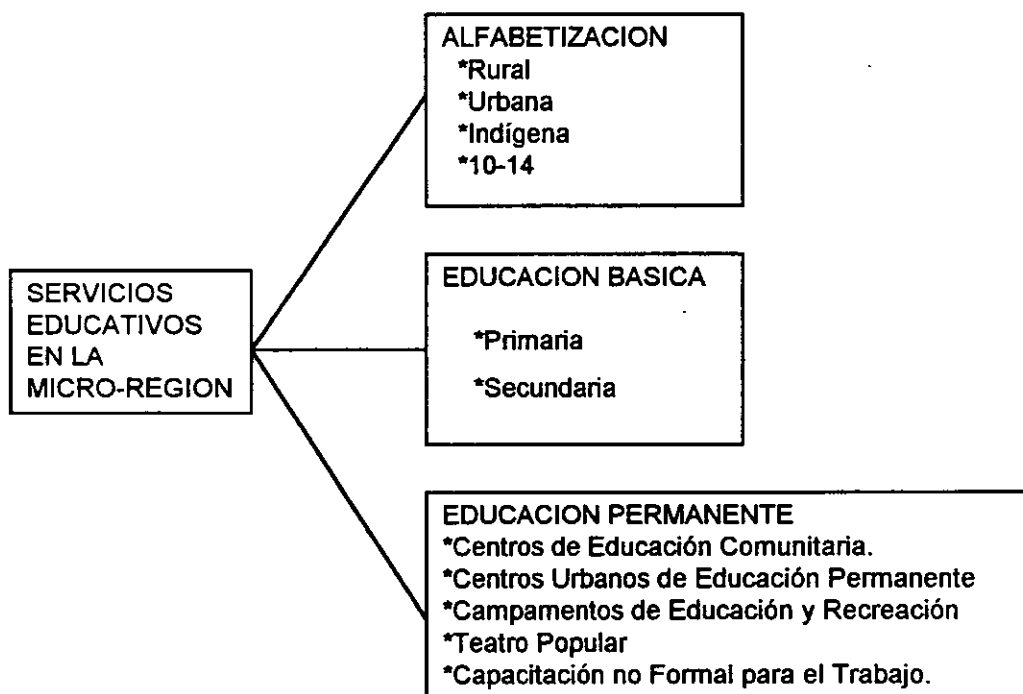 ALFABETIZACION
*Rural
*Urbana
*Indígena
*10-14
SERVICIOS
EDUCATIVOS
EN LA
MICRO-REGION
EDUCACION BASICA
*Primaria
*Secundaria
EDUCACION PERMANENTE
*Centros de Educación Comunitaria.
*Centros Urbanos de Educación Permanente
*Campamentos de Educación y Recreación
*Teatro Popular
*Capacitación no Formal para el Trabajo.